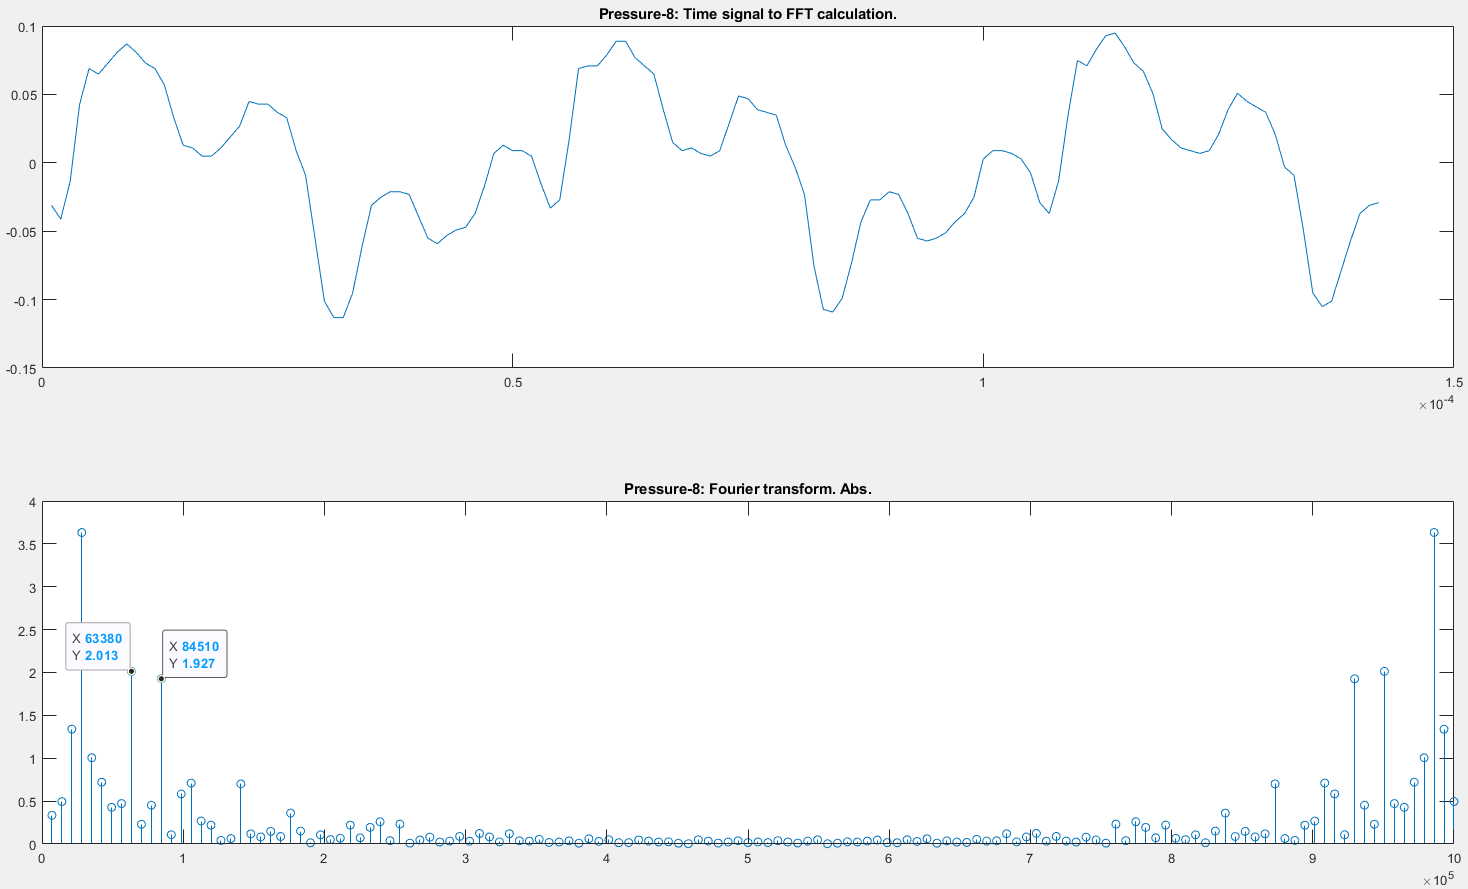 Pressure-8: Time signal to FFT calculation.
0.1
0.05
0
-0.05
-0.1
-0.15
0 0.5 1 1.5
×10-4
Pressure-8: Fourier transform. Abs.
4
3.5
3
2.5
2
1.5
1
0.5
0
X 63380
Y 2.013
X 84510
Y 1.927
0 1 2 3 4 5 6 7 8 9 10
×105